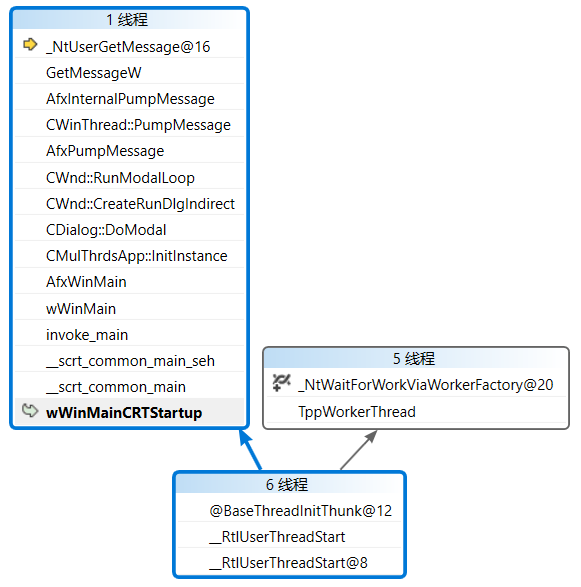 1 线程
_NtUserGetMessage@16
GetMessageW
AfxInternalPumpMessage
CWinThread::PumpMessage
AfxPumpMessage
CWnd::RunModalLoop
CWnd::CreateRunDlgIndirect
CDialog::DoModal
CMulThrdsApp::InitInstance
AfxWinMain
wWinMain
invoke_main
__scrt_common_main_seh
__scrt_common_main
wWinMainCRTStartup
5 线程
_NtWaitForWorkViaWorkerFactory@20
TppWorkerThread
6 线程
@BaseThreadInitThunk@12
__RtlUserThreadStart
__RtlUserThreadStart@8